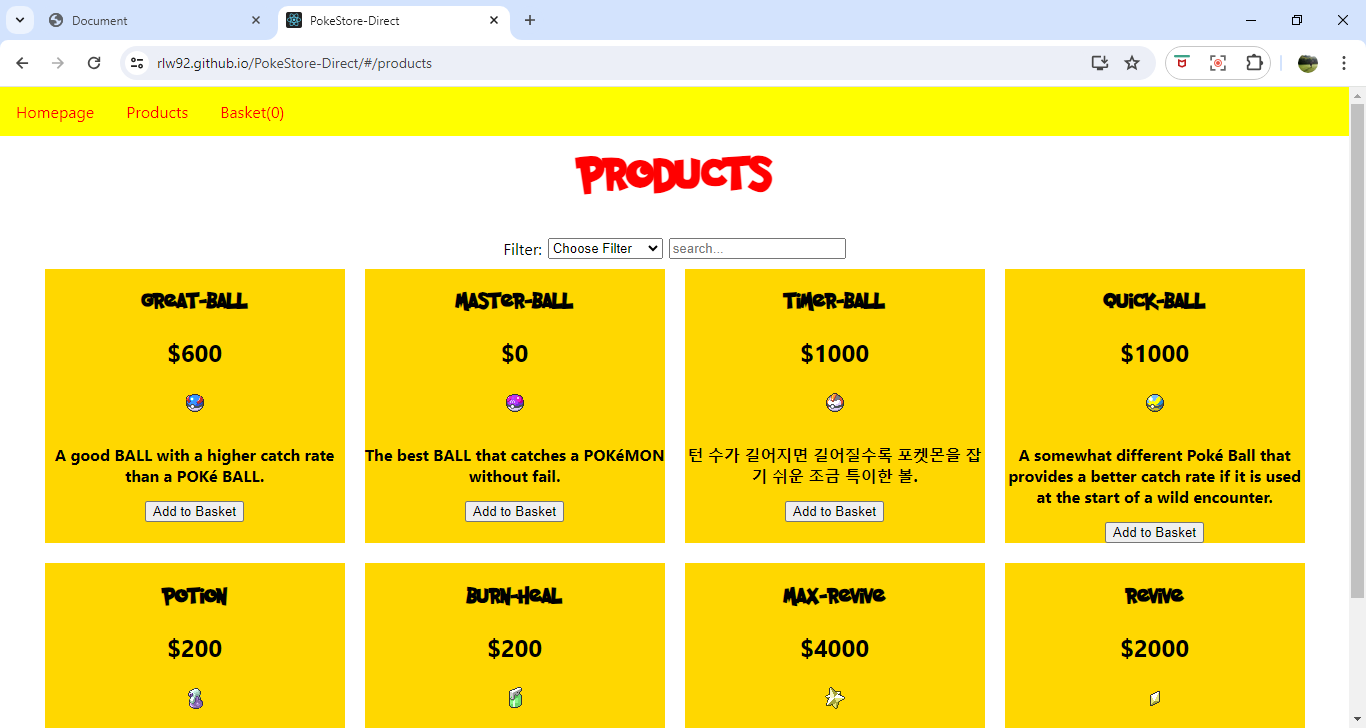 Document
PokeStore-Direct
rlw92.github.io/PokeStore-Direct/#/products
Homepage Products Basket(0)
PRODUCTS
Filter: Choose Filter search...
GREAT-BALL
$600
A good BALL with a higher catch rate
than a POKé BALL.
Add to Basket
MASTER-BALL
$0
The best BALL that catches a POKéMON
without fail.
Add to Basket
TIMER-BALL
$1000
턴 수가 길어지면 길어질수록 포켓몬을 잡
기 쉬운 조금 특이한 볼.
Add to Basket
QUICK-BALL
$1000
A somewhat different Poké Ball that
provides a better catch rate if it is used
at the start of a wild encounter.
Add to Basket
POTION
$200
BURN-HEAL
$200
MAX-REVIVE
$4000
REVIVE
$2000